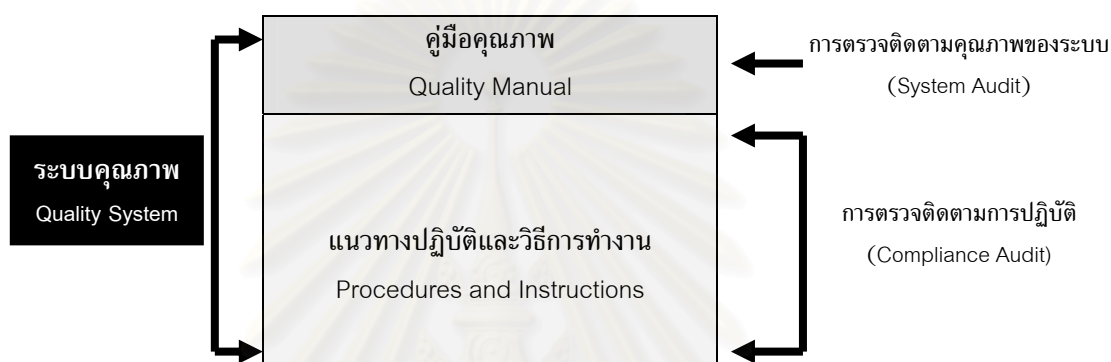 ระบบคุณภาพ
Quality System
คู่มือคุณภาพ
Quality Manual
แนวทางปฏิบัติและวิธีการทำงาน
Procedures and Instructions
การตรวจติดตามคุณภาพของระบบ
(System Audit)
การตรวจติดตามการปฏิบัติ
(Compliance Audit)